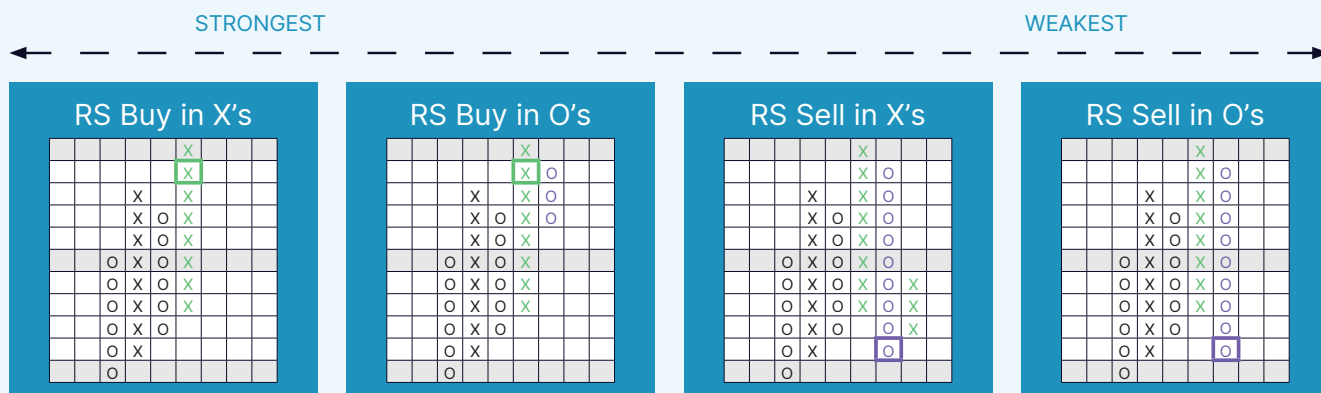 STRONGEST
WEAKEST
RS Buy in X’s
X
X
X X
X O X
X O X
O X O X
O X O X
O X O X
O X O
O X
O
RS Buy in O’s
X
X O
X X O
X O X O
X O X
O X O X
O X O X
O X O X
O X O
O X
O
RS Sell in X’s
X
X O
X X O
X O X O
X O X O
O X O X O
O X O X O X
O X O X O X
O X O O X
O X O
O
RS Sell in O’s
X
X O
X X O
X O X O
X O X O
O X O X O
O X O X O
O X O X O
O X O O
O X O
O